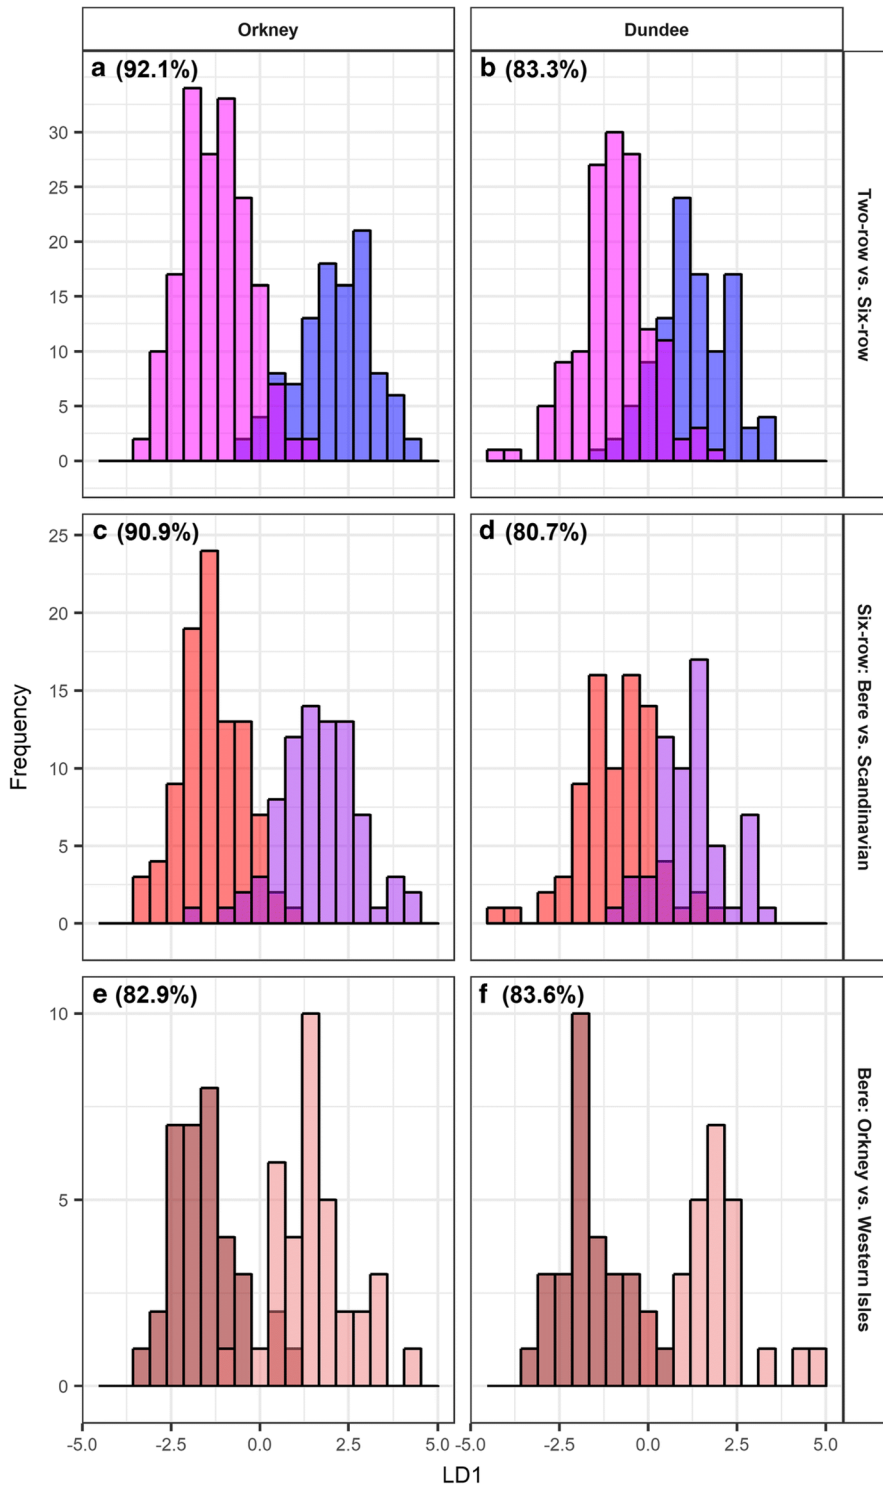 Orkney
Dundee
a (92.1%)
b (83.3%)
30
25
20
15
10
5
0
Two-row vs. Six-row
c (90.9%)
d (80.7%)
25
20
15
10
5
0
Six-row: Bere vs. Scandinavian
Frequency
e (82.9%)
f (83.6%)
10
5
0
Bere: Orkney vs. Western Isles
-5.0 -2.5 0.0 2.5 5.0 -5.0 -2.5 0.0 2.5 5.0
LD1